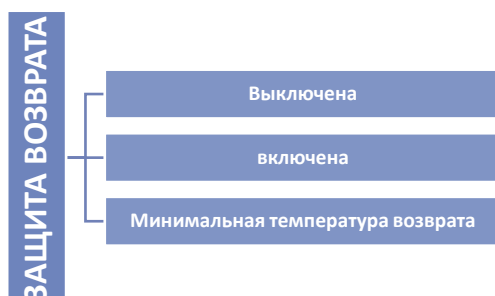 ЗАЩИТА ВОЗВРАТА
Выключена
включена
Минимальная температура возврата